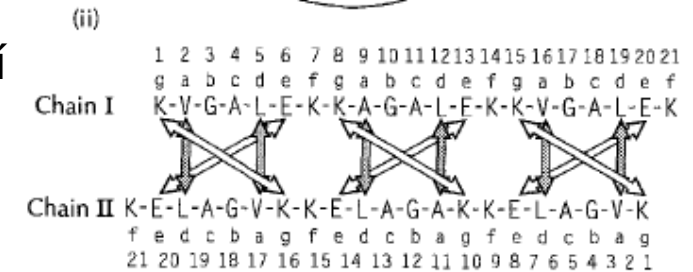 (ii)
í
1 2 3 4 5 6 7 8 9 10 11 12 13 14 15 16 17 18 19 20 21
g a b c d e f g a b c d e f g a b c d e f
Chain I K-V-G-A-L-E-K-K-A-G-A-L-E-K-K-V-G-A-L-E-K
Chain II K-E-L-A-G-V-K-K-E-L-A-G-A-K-K-E-L-A-G-V-K
f e d c b a g f e d c b a g f e d c b a g
21 20 19 18 17 16 15 14 13 12 11 10 9 8 7 6 5 4 3 2 1